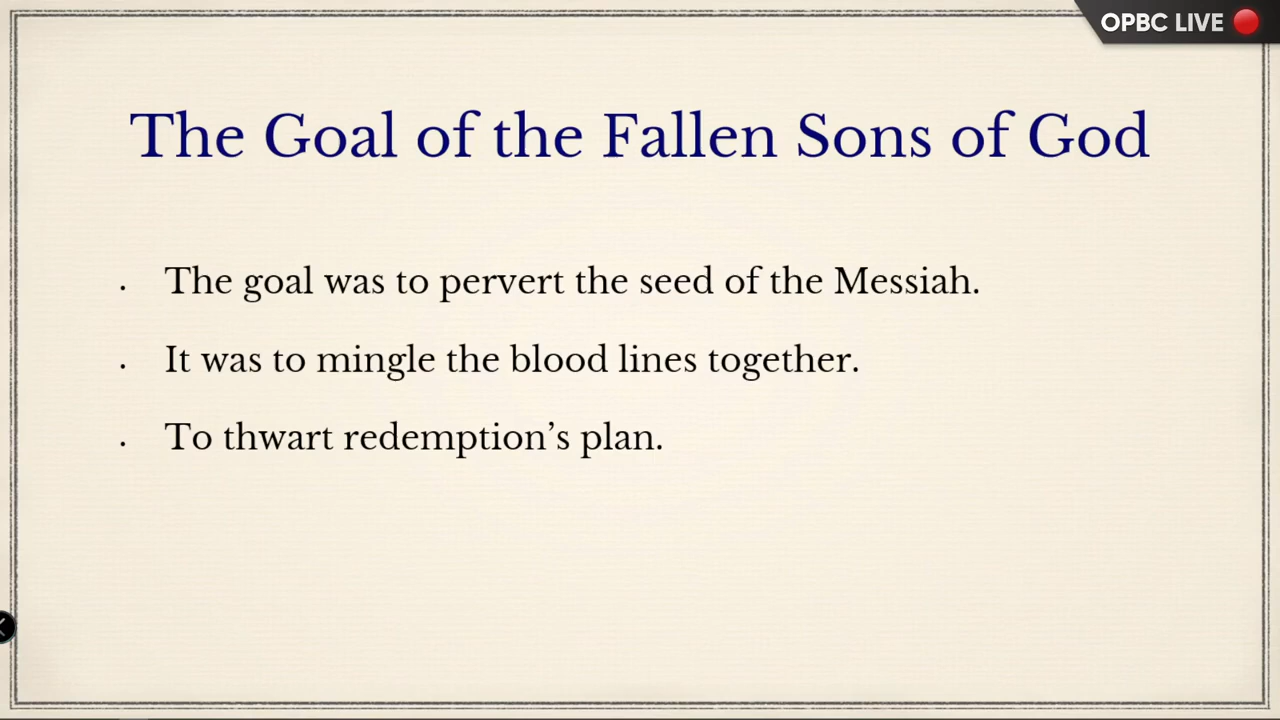 OPBC LIVE
The Goal of the Fallen Sons of God
· The goal was to pervert the seed of the Messiah.
· It was to mingle the blood lines together.
· To thwart redemption’s plan.